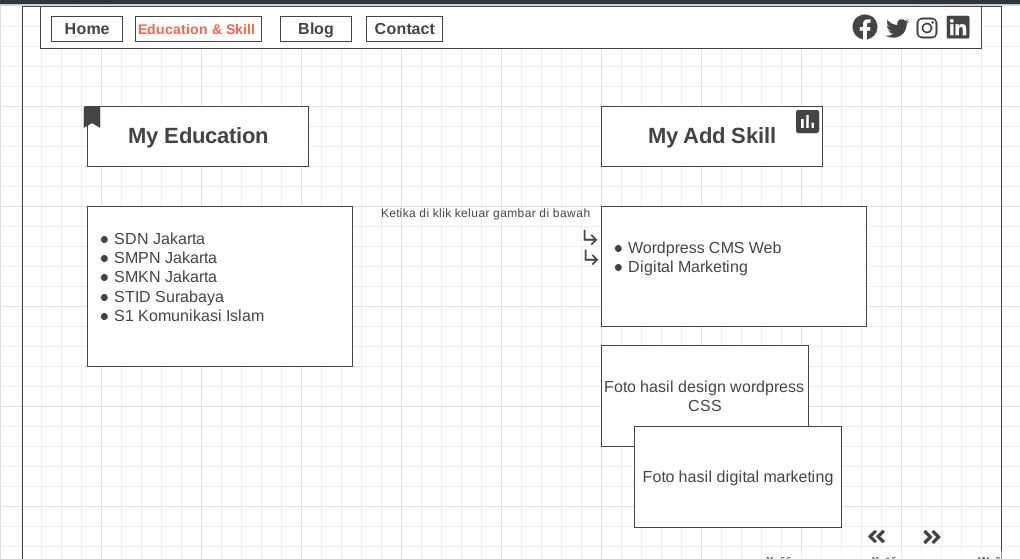 Home
Education & Skill
Blog
Contact
My Education
My Add Skill
Ketika di klik keluar gambar di bawah
● SDN Jakarta
● SMPN Jakarta
● SMKN Jakarta
● STID Surabaya
● S1 Komunikasi Islam
● Wordpress CMS Web
● Digital Marketing
Foto hasil design wordpress
CSS
Foto hasil digital marketing